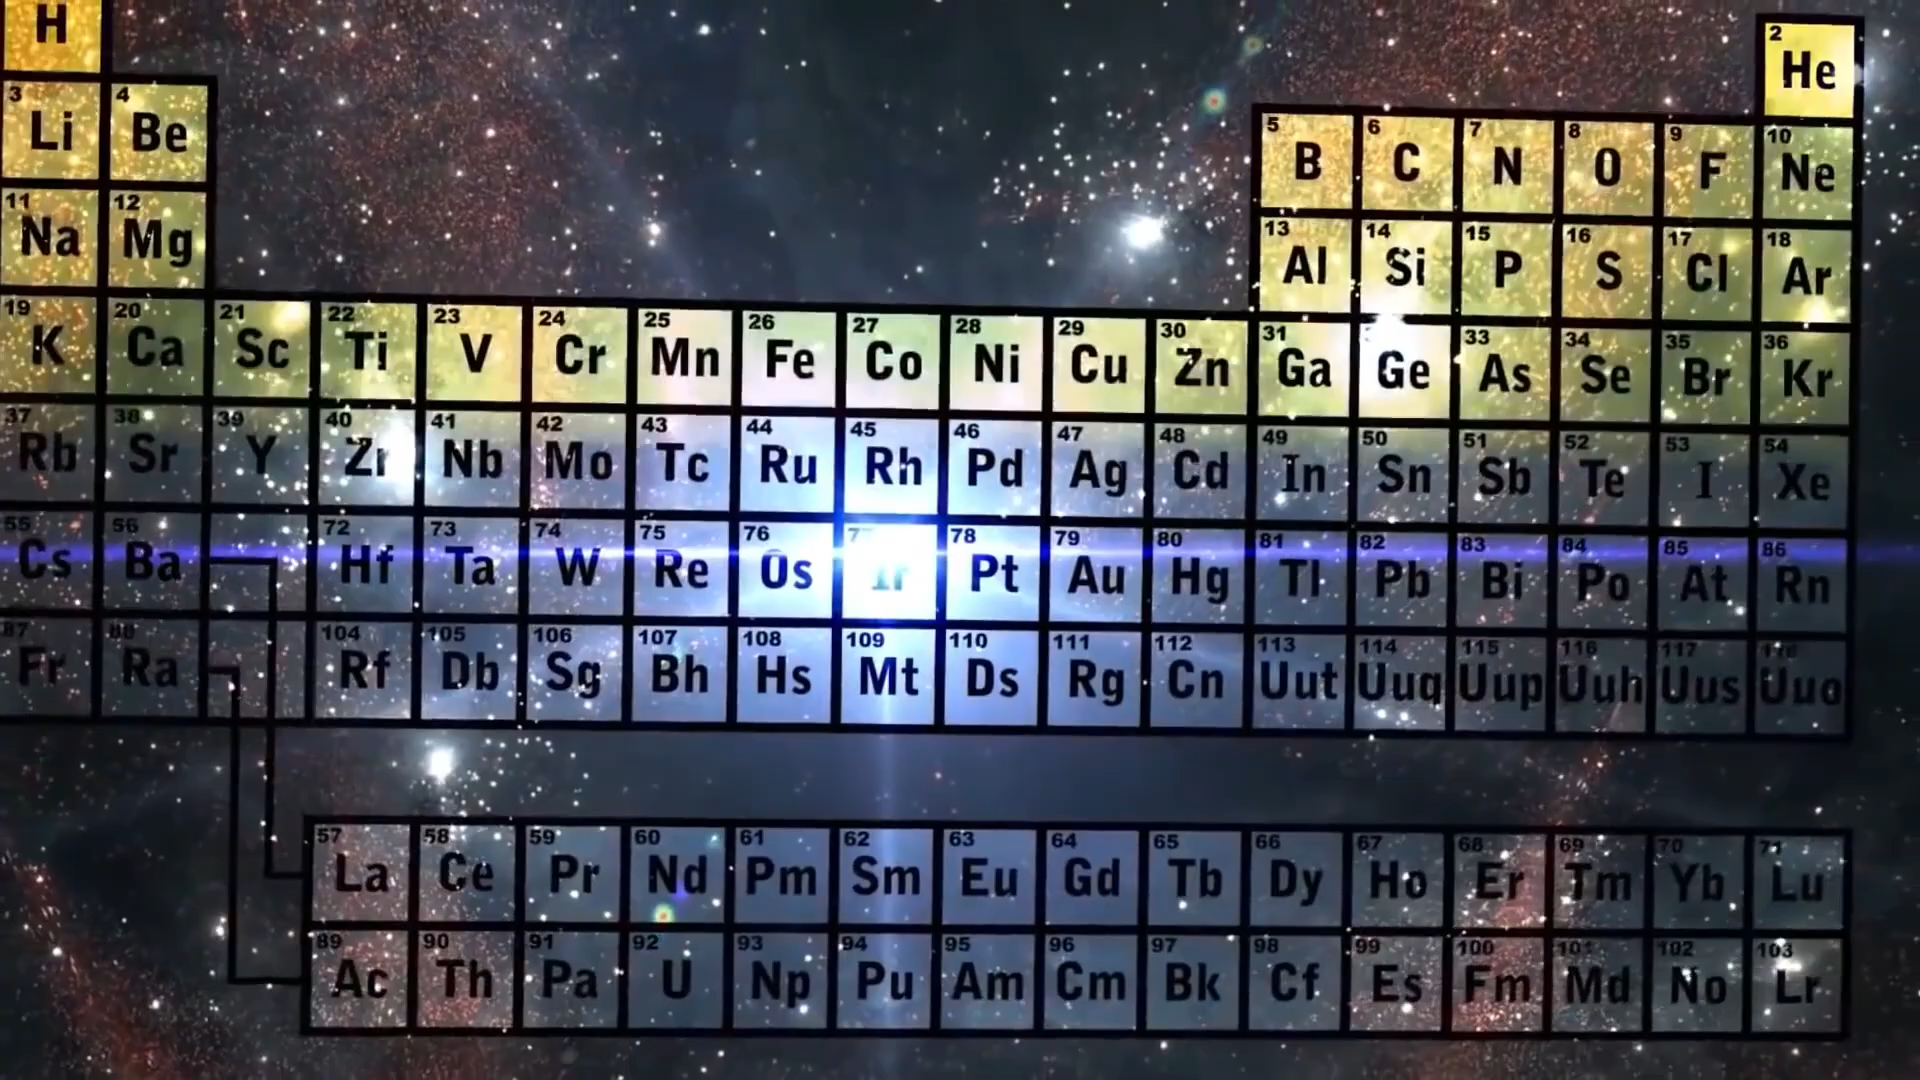 H 2 He
3 Li 4 Be 5 B 6 C 7 N 8 O 9 F 10 Ne
11 Na 12 Mg 13 Al 14 Si 15 P 16 S 17 Cl 18 Ar
19 K 20 Ca 21 Sc 22 Ti 23 V 24 Cr 25 Mn 26 Fe 27 Co 28 Ni 29 Cu 30 Zn 31 Ga Ge 33 As 34 Se 35 Br 36 Kr
37 Rb 38 Sr 39 Y 40 Zr 41 Nb 42 Mo 43 Tc 44 Ru 45 Rh 46 Pd 47 Ag 48 Cd 49 In 50 Sn 51 Sb 52 Te 53 I 54 Xe
55 Cs 56 Ba 72 Hf 73 Ta 74 W 75 Re 76 Os 77 Ir 78 Pt 79 Au 80 Hg 81 Tl 82 Pb 83 Bi 84 Po 85 At 86 Rn
87 Fr 88 Ra 104 Rf 105 Db 106 Sg 107 Bh 108 Hs 109 Mt 110 Ds 111 Rg 112 Cn 113 Uut 114 Uuq 115 Uup 116 Uuh 117 Uus 118 Uuo
57 La 58 Ce 59 Pr 60 Nd 61 Pm 62 Sm 63 Eu 64 Gd 65 Tb 66 Dy 67 Ho 68 Er 69 Tm 70 Yb 71 Lu
89 Ac 90 Th 91 Pa 92 U 93 Np 94 Pu 95 Am 96 Cm 97 Bk 98 Cf 99 Es 100 Fm 101 Md 102 No 103 Lr